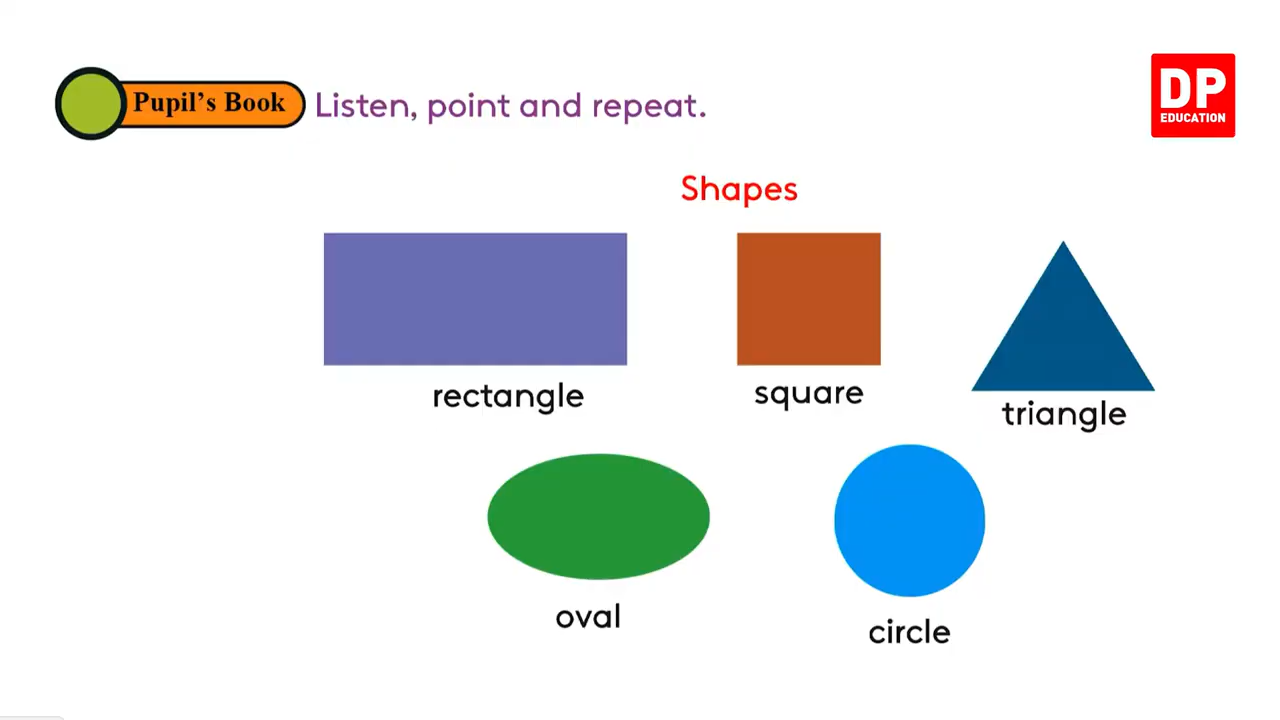 Pupil's Book Listen, point and repeat.
DP
EDUCATION
Shapes
rectangle
square
triangle
oval
circle